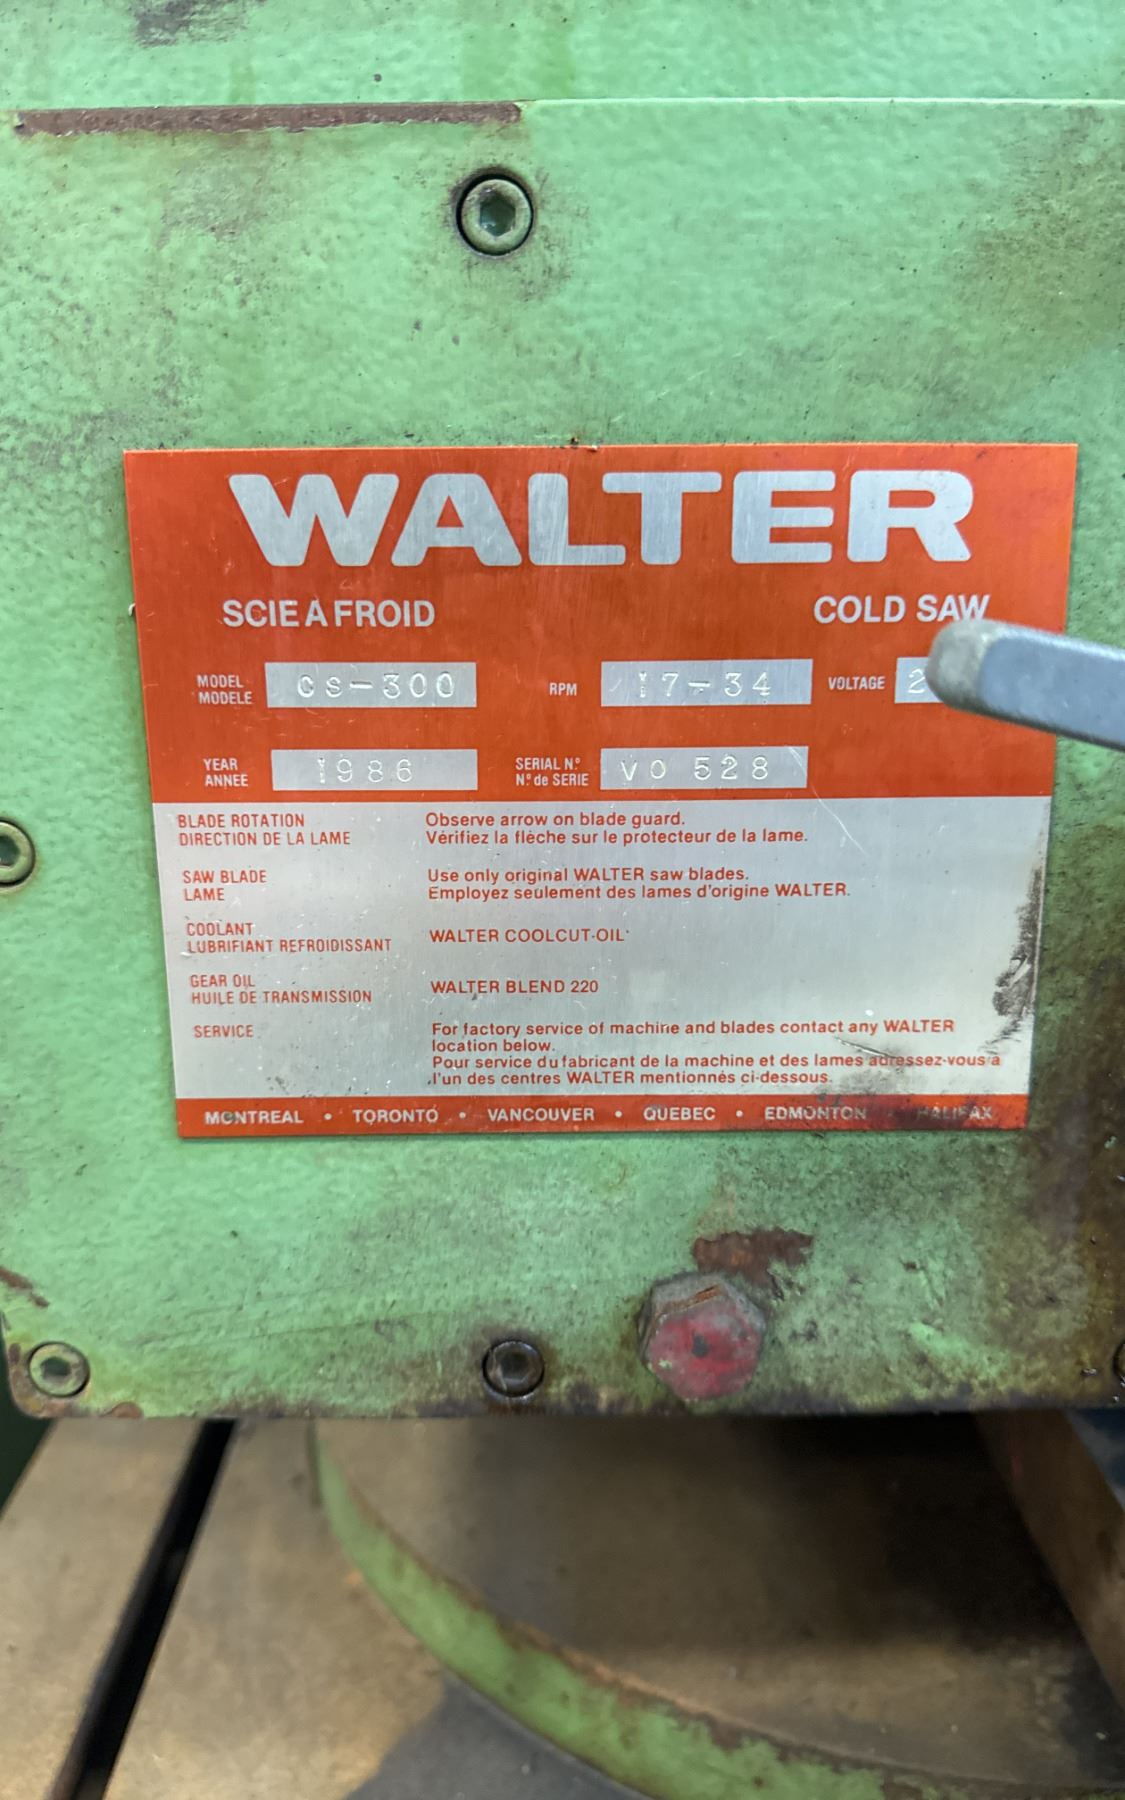 WALTER
SCIE A FROID COLD SAW
MODEL CS-300 RPM 17-34 VOLTAGE 2
MODELE
YEAR 1986 SERIAL Nº VO 528
ANNEE Nº de SERIE
BLADE ROTATION Observe arrow on blade guard.
DIRECTION DE LA LAME Vérifiez la flèche sur le protecteur de la lame.
SAW BLADE Use only original WALTER saw blades.
LAME Employez seulement des lames d'origine WALTER.
COOLANT WALTER COOLCUT-OIL
LUBRIFIANT REFROIDISSANT
GEAR OIL WALTER BLEND 220
HUILE DE TRANSMISSION
SERVICE For factory service of machine and blades contact any WALTER
location below.
Pour service du fabricant de la machine et des lames adressez-vous a
l'un des centres WALTER mentionnés ci-dessous.
MONTREAL • TORONTO • VANCOUVER • QUEBEC • EDMONTON • HALIFAX